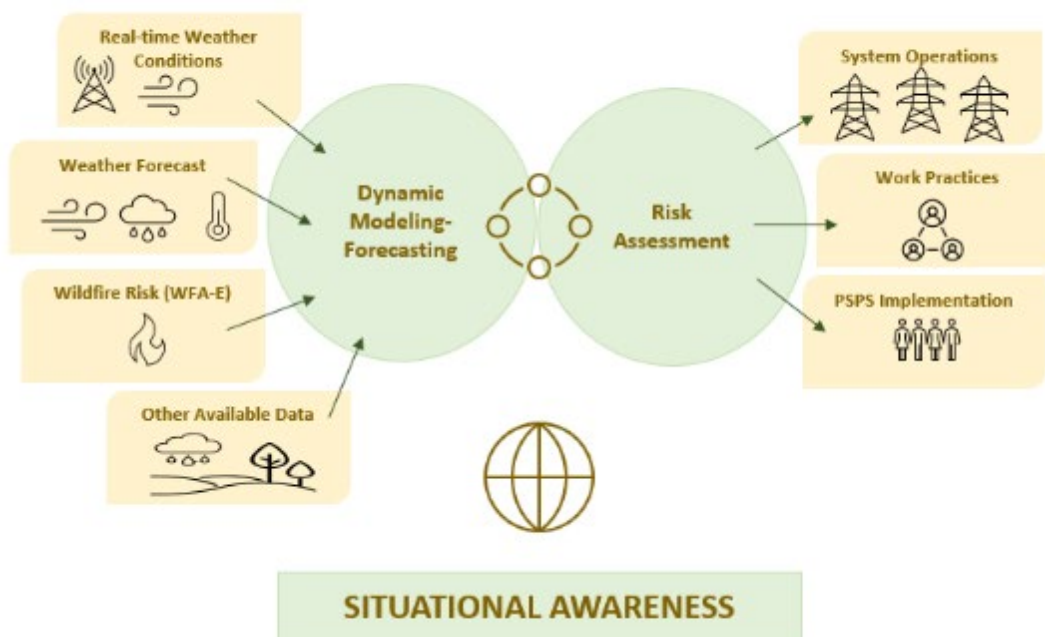 Real-time Weather
Conditions
Weather Forecast
Wildfire Risk (WFA-E)
Other Available Data
Dynamic
Modeling-
Forecasting
Risk
Assessment
System Operations
Work Practices
PSPS Implementation
SITUATIONAL AWARENESS